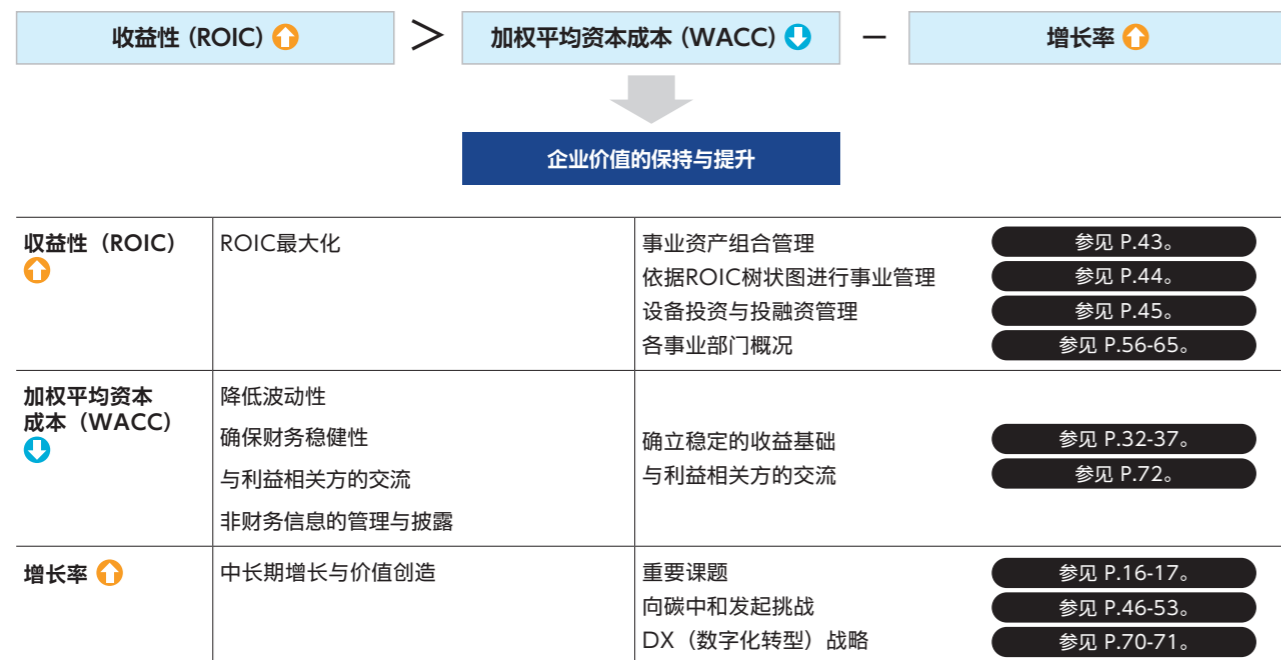 收益性（ROIC） > 加权平均资本成本（WACC） － 增长率
企业价值的保持与提升
收益性（ROIC）
ROIC最大化
事业资产组合管理 参见 P.43。
依据ROIC树状图进行事业管理 参见 P.44。
设备投资与投融资管理 参见 P.45。
各事业部门概况 参见 P.56-65。
加权平均资本
成本（WACC）
降低波动性
确保财务稳健性
与利益相关方的交流
非财务信息的管理与披露
确立稳定的收益基础 参见 P.32-37。
与利益相关方的交流 参见 P.72。
增长率
中长期增长与价值创造
重要课题 参见 P.16-17。
向碳中和发起挑战 参见 P.46-53。
DX（数字化转型）战略 参见 P.70-71。